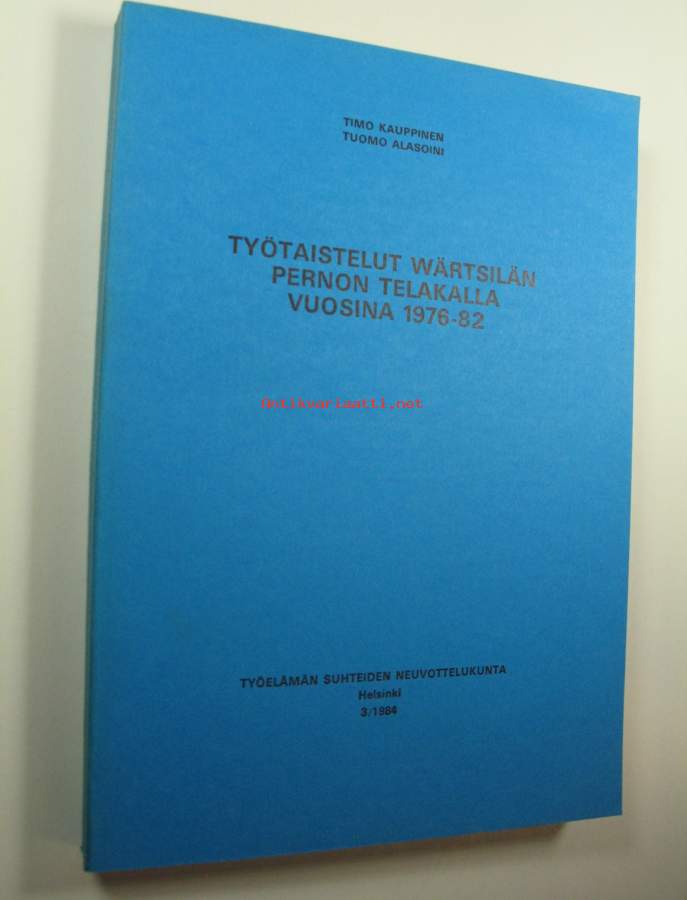 TIMO KAUPPINEN
TUOMO ALASOINI
TYÖTAISTELUT WÄRTSILÄN
PERNON TELAKALLA
VUOSINA 1976-82
Antikvariaatti.net
TYÖELÄMÄN SUHTEIDEN NEUVOTTELUKUNTA
Helsinki
3/1984